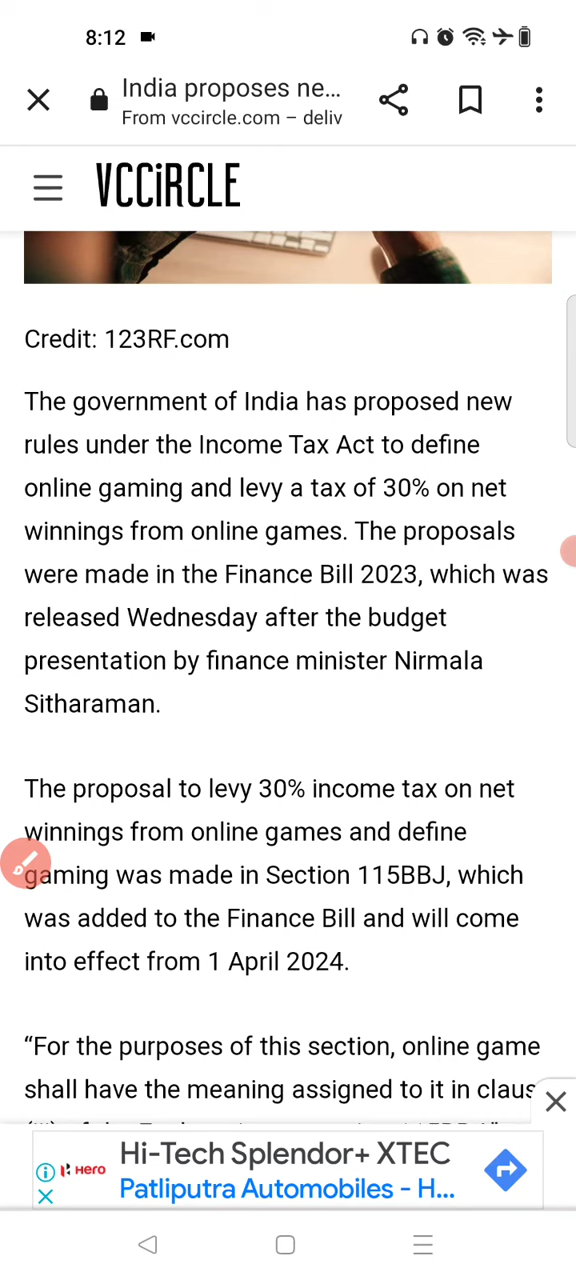 8:12
India proposes ne...
From vccircle.com – deliv
VCCiRCLE
Credit: 123RF.com
The government of India has proposed new
rules under the Income Tax Act to define
online gaming and levy a tax of 30% on net
winnings from online games. The proposals
were made in the Finance Bill 2023, which was
released Wednesday after the budget
presentation by finance minister Nirmala
Sitharaman.
The proposal to levy 30% income tax on net
winnings from online games and define
gaming was made in Section 115BBJ, which
was added to the Finance Bill and will come
into effect from 1 April 2024.
“For the purposes of this section, online game
shall have the meaning assigned to it in claus
Hero
Hi-Tech Splendor+ XTEC
Patliputra Automobiles - H...